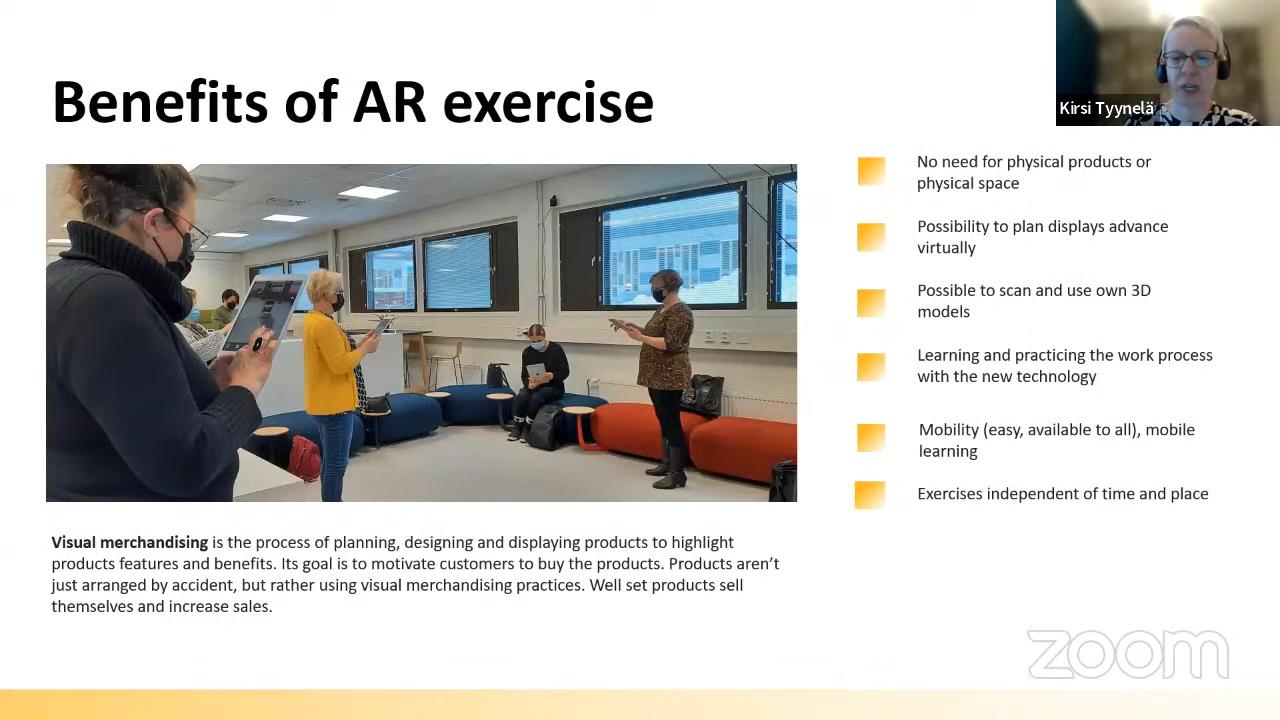 Benefits of AR exercise
Kirsi Tyynelä
No need for physical products or
physical space
Possibility to plan displays advance
virtually
Possible to scan and use own 3D
models
Learning and practicing the work process
with the new technology
Mobility (easy, available to all), mobile
learning
Exercises independent of time and place
Visual merchandising is the process of planning, designing and displaying products to highlight
products features and benefits. Its goal is to motivate customers to buy the products. Products aren’t
just arranged by accident, but rather using visual merchandising practices. Well set products sell
themselves and increase sales.
zoom